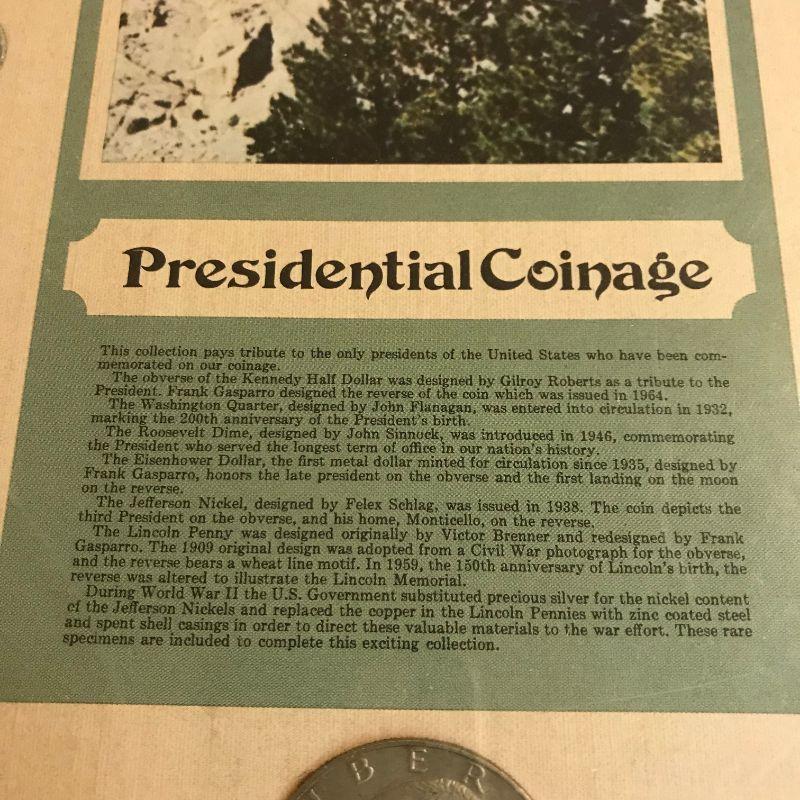 Presidential Coinage
This collection pays tribute to the only presidents of the United States who have been com-
memorated on our coinage.
The obverse of the Kennedy Half Dollar was designed by Gilroy Roberts as a tribute to the
President. Frank Gasparro designed the reverse of the coin which was issued in 1964.
The Washington Quarter, designed by John Flanagan, was entered into circulation in 1932,
marking the 200th anniversary of the President's birth.
The Roosevelt Dime, designed by John Sinnock, was introduced in 1946, commemorating
the President who served the longest term of office in our nation's history.
The Eisenhower Dollar, the first metal dollar minted for circulation since 1935, designed by
Frank Gasparro, honors the late president on the obverse and the first landing on the moon
on the reverse.
The Jefferson Nickel, designed by Felex Schlag, was issued in 1938. The coin depicts the
third President on the obverse, and his home, Monticello, on the reverse.
The Lincoln Penny was designed originally by Victor Brenner and redesigned by Frank
Gasparro. The 1909 original design was adopted from a Civil War photograph for the obverse,
and the reverse bears a wheat line motif. In 1959, the 150th anniversary of Lincoln's birth, the
reverse was altered to illustrate the Lincoln Memorial.
During World War II the U.S. Government substituted precious silver for the nickel content
of the Jefferson Nickels and replaced the copper in the Lincoln Pennies with zinc coated steel
and spent shell casings in order to direct these valuable materials to the war effort. These rare
specimens are included to complete this exciting collection.
BER